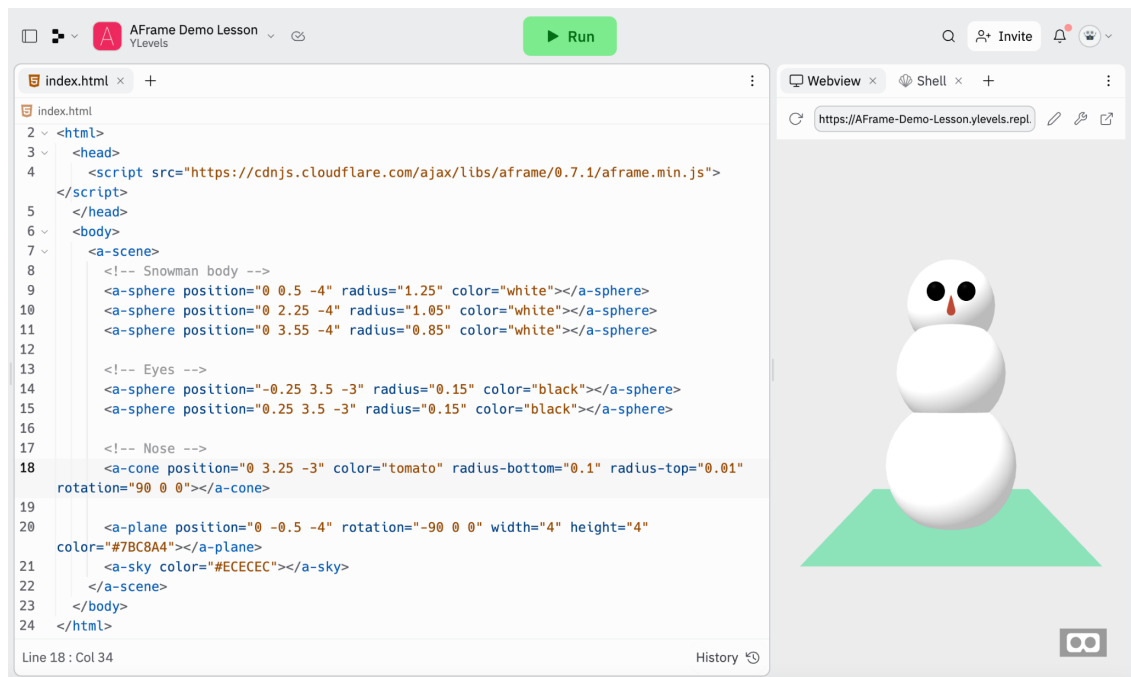 AFrame Demo Lesson
YLevels
Run
Invite
index.html
Webview
Shell
index.html
https://AFrame-Demo-Lesson.ylevels.repl.
2 <html>
3 <head>
4 <script src="https://cdnjs.cloudflare.com/ajax/libs/aframe/0.7.1/aframe.min.js">
</script>
5 </head>
6 <body>
7 <a-scene>
8 <!-- Snowman body -->
9 <a-sphere position="0 0.5 -4" radius="1.25" color="white"></a-sphere>
10 <a-sphere position="0 2.25 -4" radius="1.05" color="white"></a-sphere>
11 <a-sphere position="0 3.55 -4" radius="0.85" color="white"></a-sphere>
12
13 <!-- Eyes -->
14 <a-sphere position="-0.25 3.5 -3" radius="0.15" color="black"></a-sphere>
15 <a-sphere position="0.25 3.5 -3" radius="0.15" color="black"></a-sphere>
16
17 <!-- Nose -->
18 <a-cone position="0 3.25 -3" color="tomato" radius-bottom="0.1" radius-top="0.01"
rotation="90 0 0"></a-cone>
19
20 <a-plane position="0 -0.5 -4" rotation="-90 0 0" width="4" height="4"
color="#7BC8A4"></a-plane>
21 <a-sky color="#ECECEC"></a-sky>
22 </a-scene>
23 </body>
24 </html>
Line 18 : Col 34
History